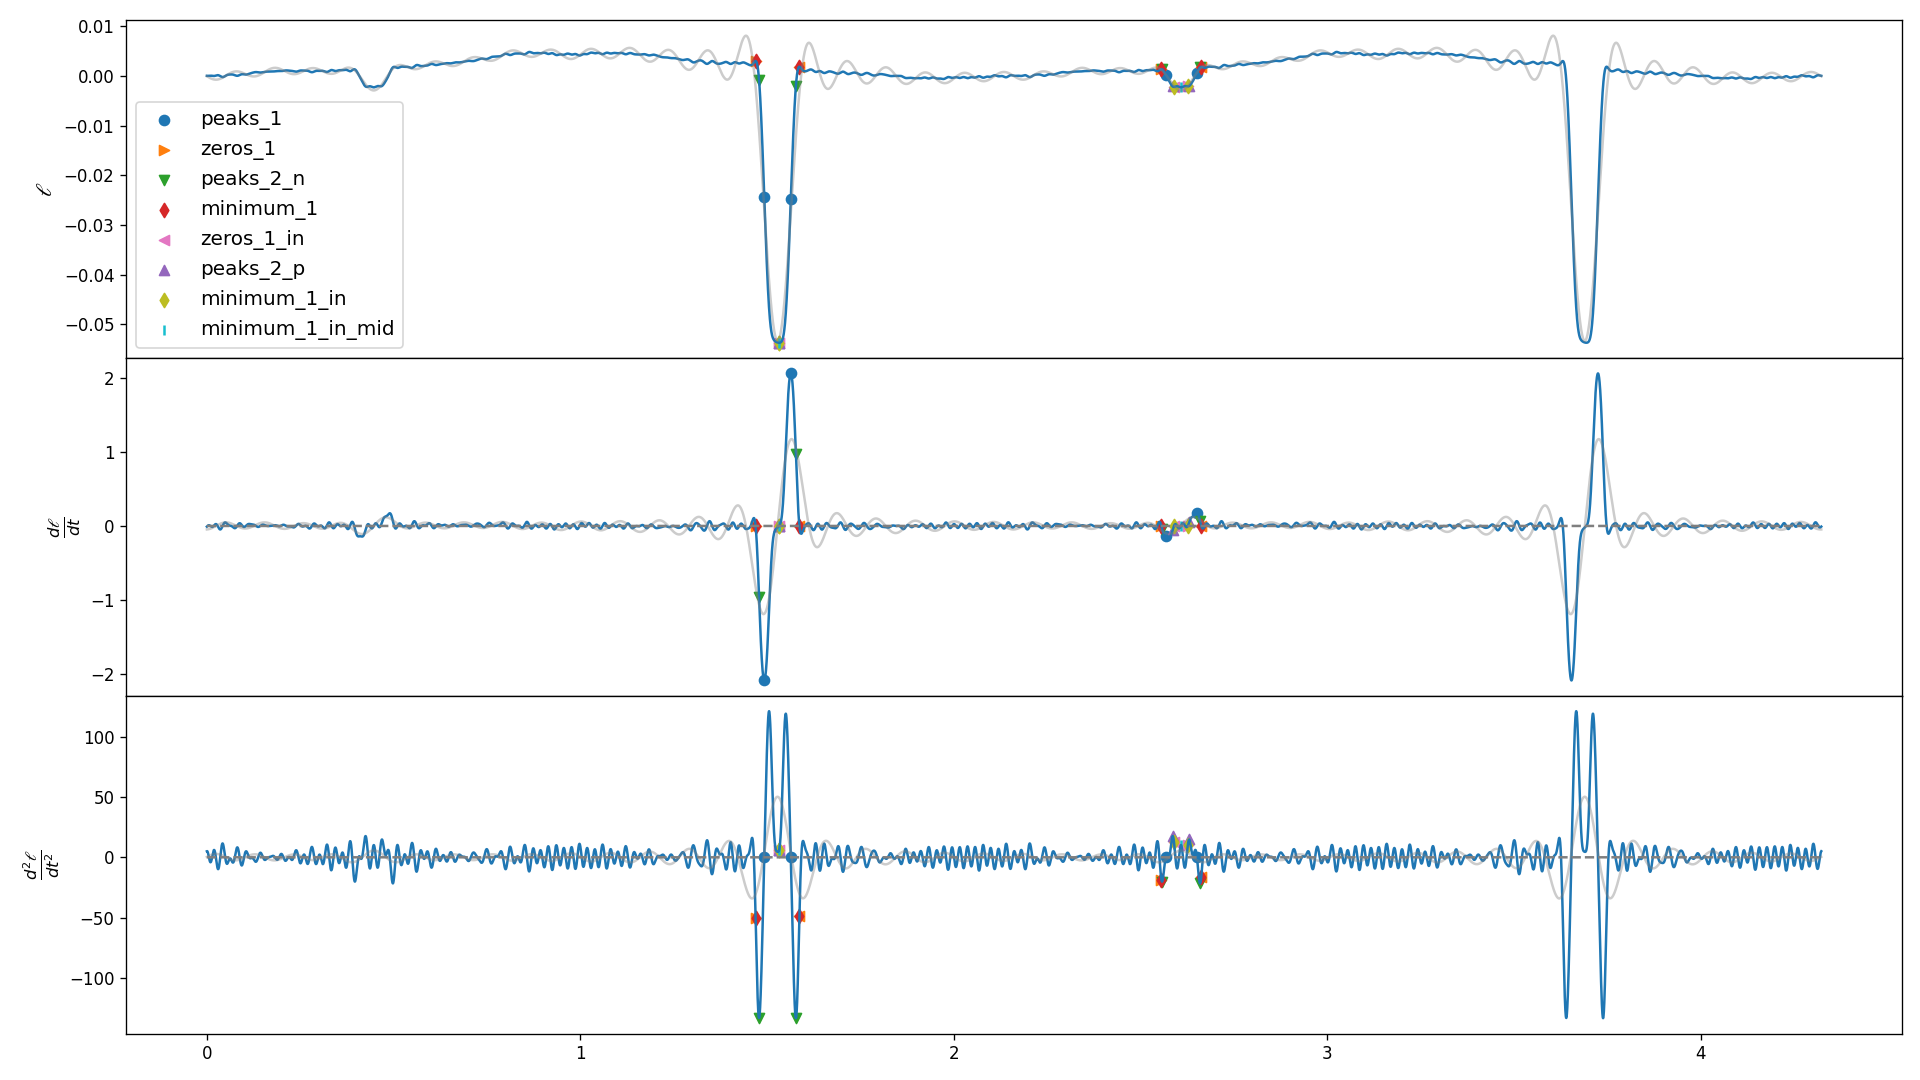 0.01
0.00
−0.01
−0.02
−0.03
−0.04
−0.05
ℓ
peaks_1
zeros_1
peaks_2_n
minimum_1
zeros_1_in
peaks_2_p
minimum_1_in
minimum_1_in_mid
2
1
0
−1
−2
dℓ
dt
100
50
0
−50
−100
d²ℓ
dt²
0 1 2 3 4